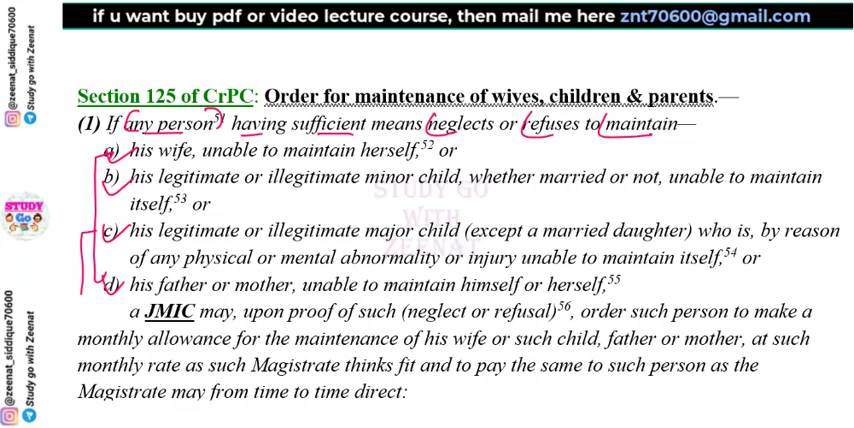 if u want buy pdf or video lecture course, then mail me here znt70600@gmail.com
@zeenat_siddique70600
Study go with Zeenat
Section 125 of CrPC: Order for maintenance of wives, children & parents.—
(1) If any person51 having sufficient means neglects or refuses to maintain—
a) his wife, unable to maintain herself,52 or
b) his legitimate or illegitimate minor child, whether married or not, unable to maintain
itself,53 or
c) his legitimate or illegitimate major child (except a married daughter) who is, by reason
of any physical or mental abnormality or injury unable to maintain itself,54 or
d) his father or mother, unable to maintain himself or herself,55
a JMIC may, upon proof of such (neglect or refusal)56, order such person to make a
monthly allowance for the maintenance of his wife or such child, father or mother, at such
monthly rate as such Magistrate thinks fit and to pay the same to such person as the
Magistrate may from time to time direct:
STUDY GO
WITH
ZEENAT
STUDY
Go
@zeenat_siddique70600
Study go with Zeenat